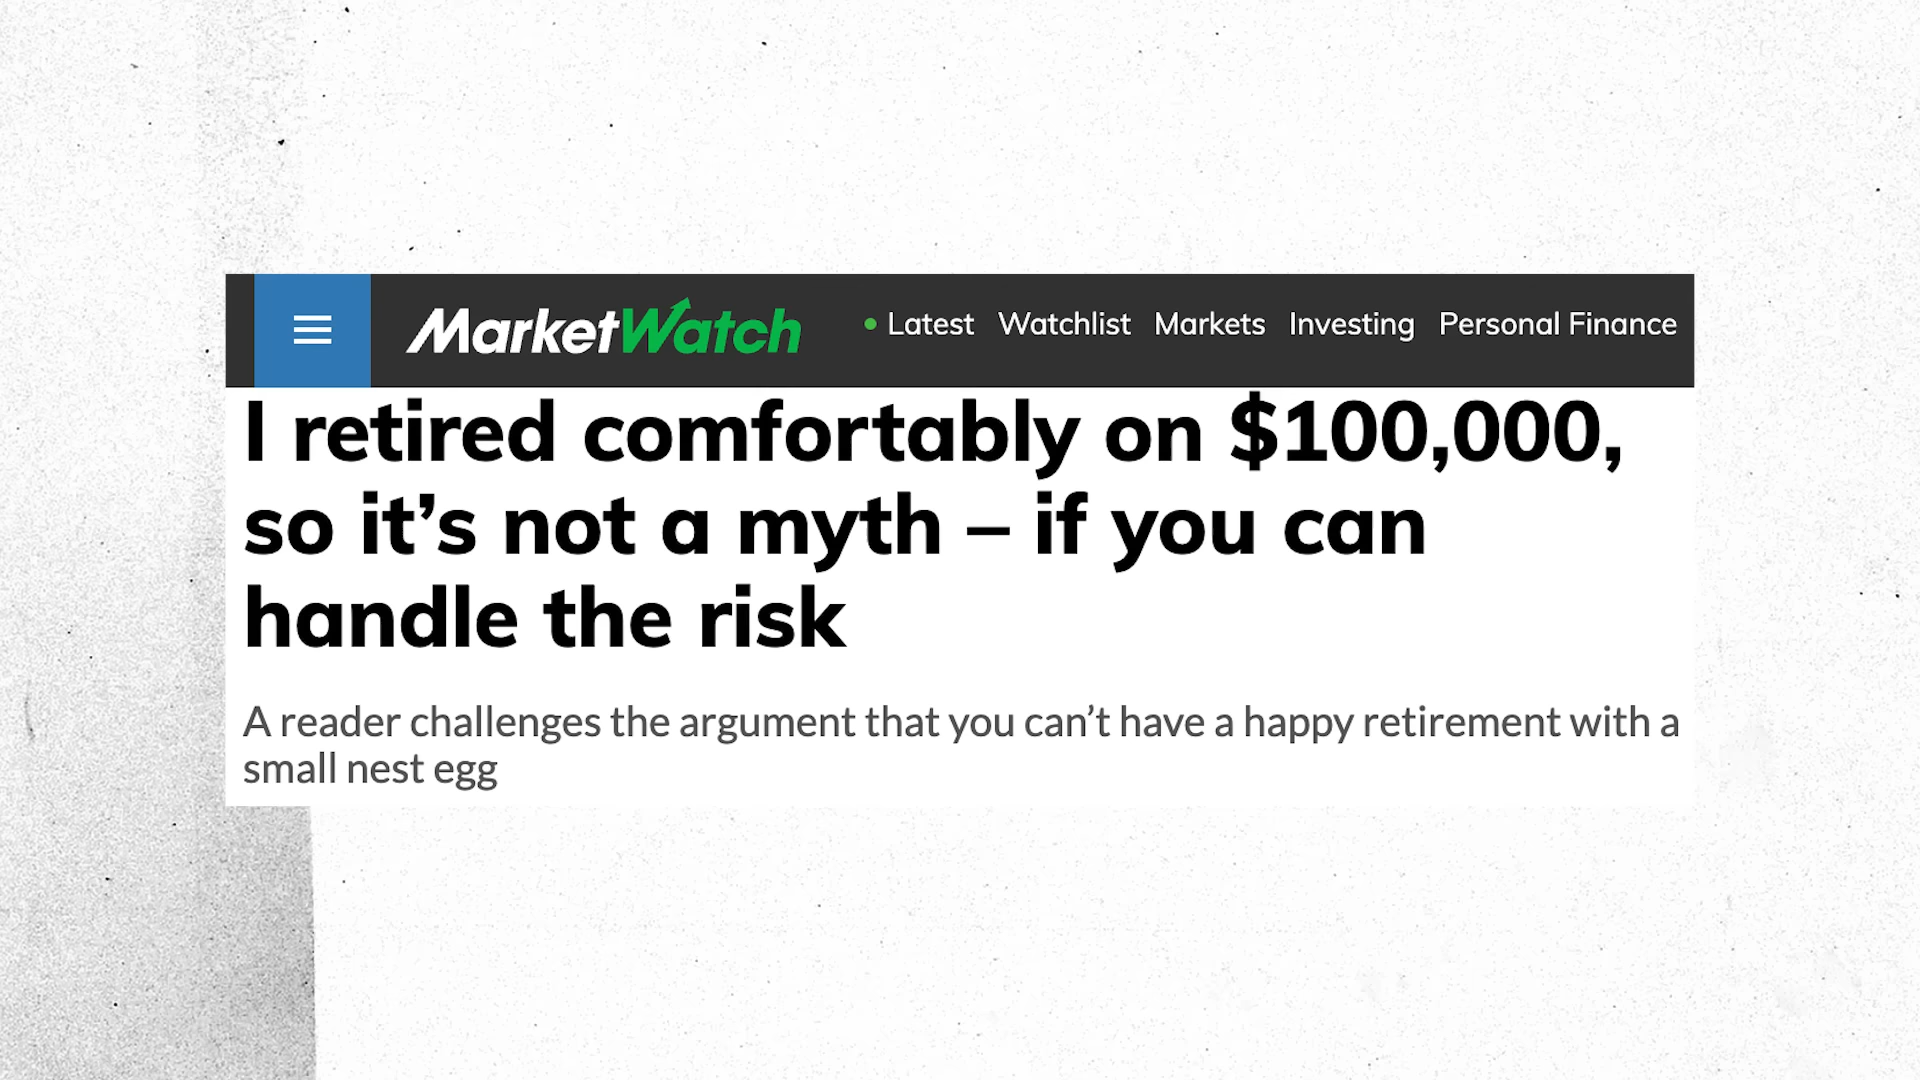 MarketWatch
Latest Watchlist Markets Investing Personal Finance
I retired comfortably on $100,000,
so it’s not a myth – if you can
handle the risk
A reader challenges the argument that you can’t have a happy retirement with a
small nest egg